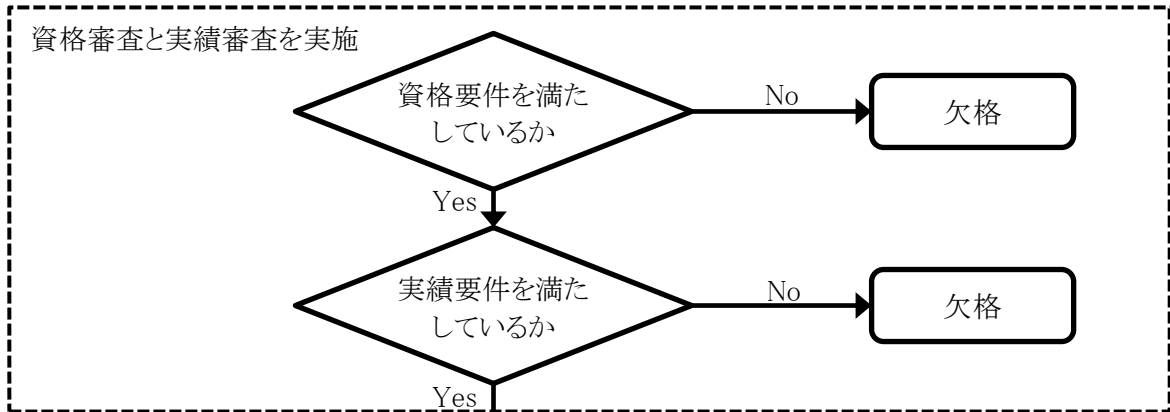 資格審査と実績審査を実施
資格要件を満た
しているか
No
欠格
Yes
実績要件を満た
しているか
No
欠格
Yes